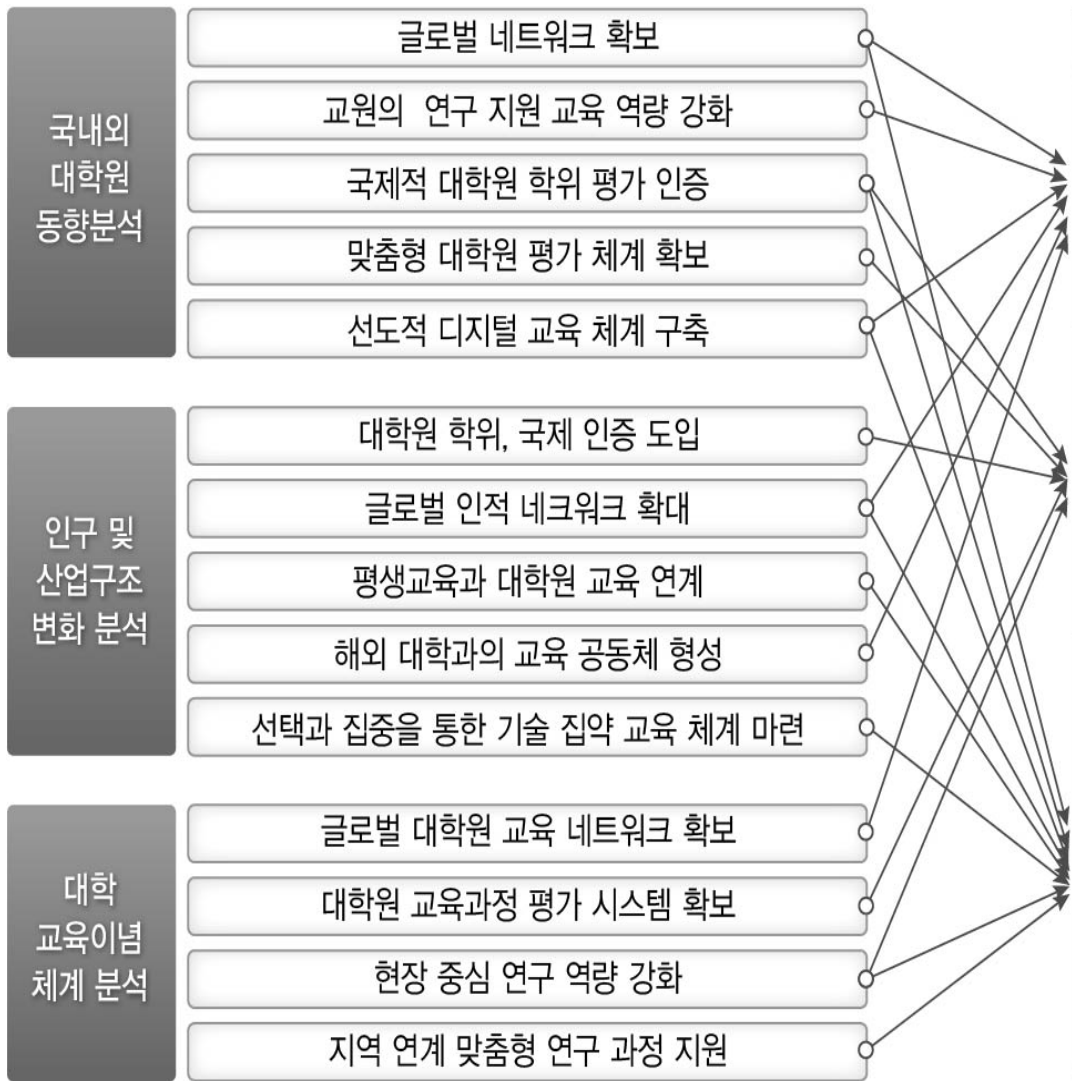 국내외
대학원
동향분석
글로벌 네트워크 확보
교원의 연구 지원 교육 역량 강화
국제적 대학원 학위 평가 인증
맞춤형 대학원 평가 체계 확보
선도적 디지털 교육 체계 구축
인구 및
산업구조
변화 분석
대학원 학위, 국제 인증 도입
글로벌 인적 네크워크 확대
평생교육과 대학원 교육 연계
해외 대학과의 교육 공동체 형성
선택과 집중을 통한 기술 집약 교육 체계 마련
대학
교육이념
체계 분석
글로벌 대학원 교육 네트워크 확보
대학원 교육과정 평가 시스템 확보
현장 중심 연구 역량 강화
지역 연계 맞춤형 연구 과정 지원